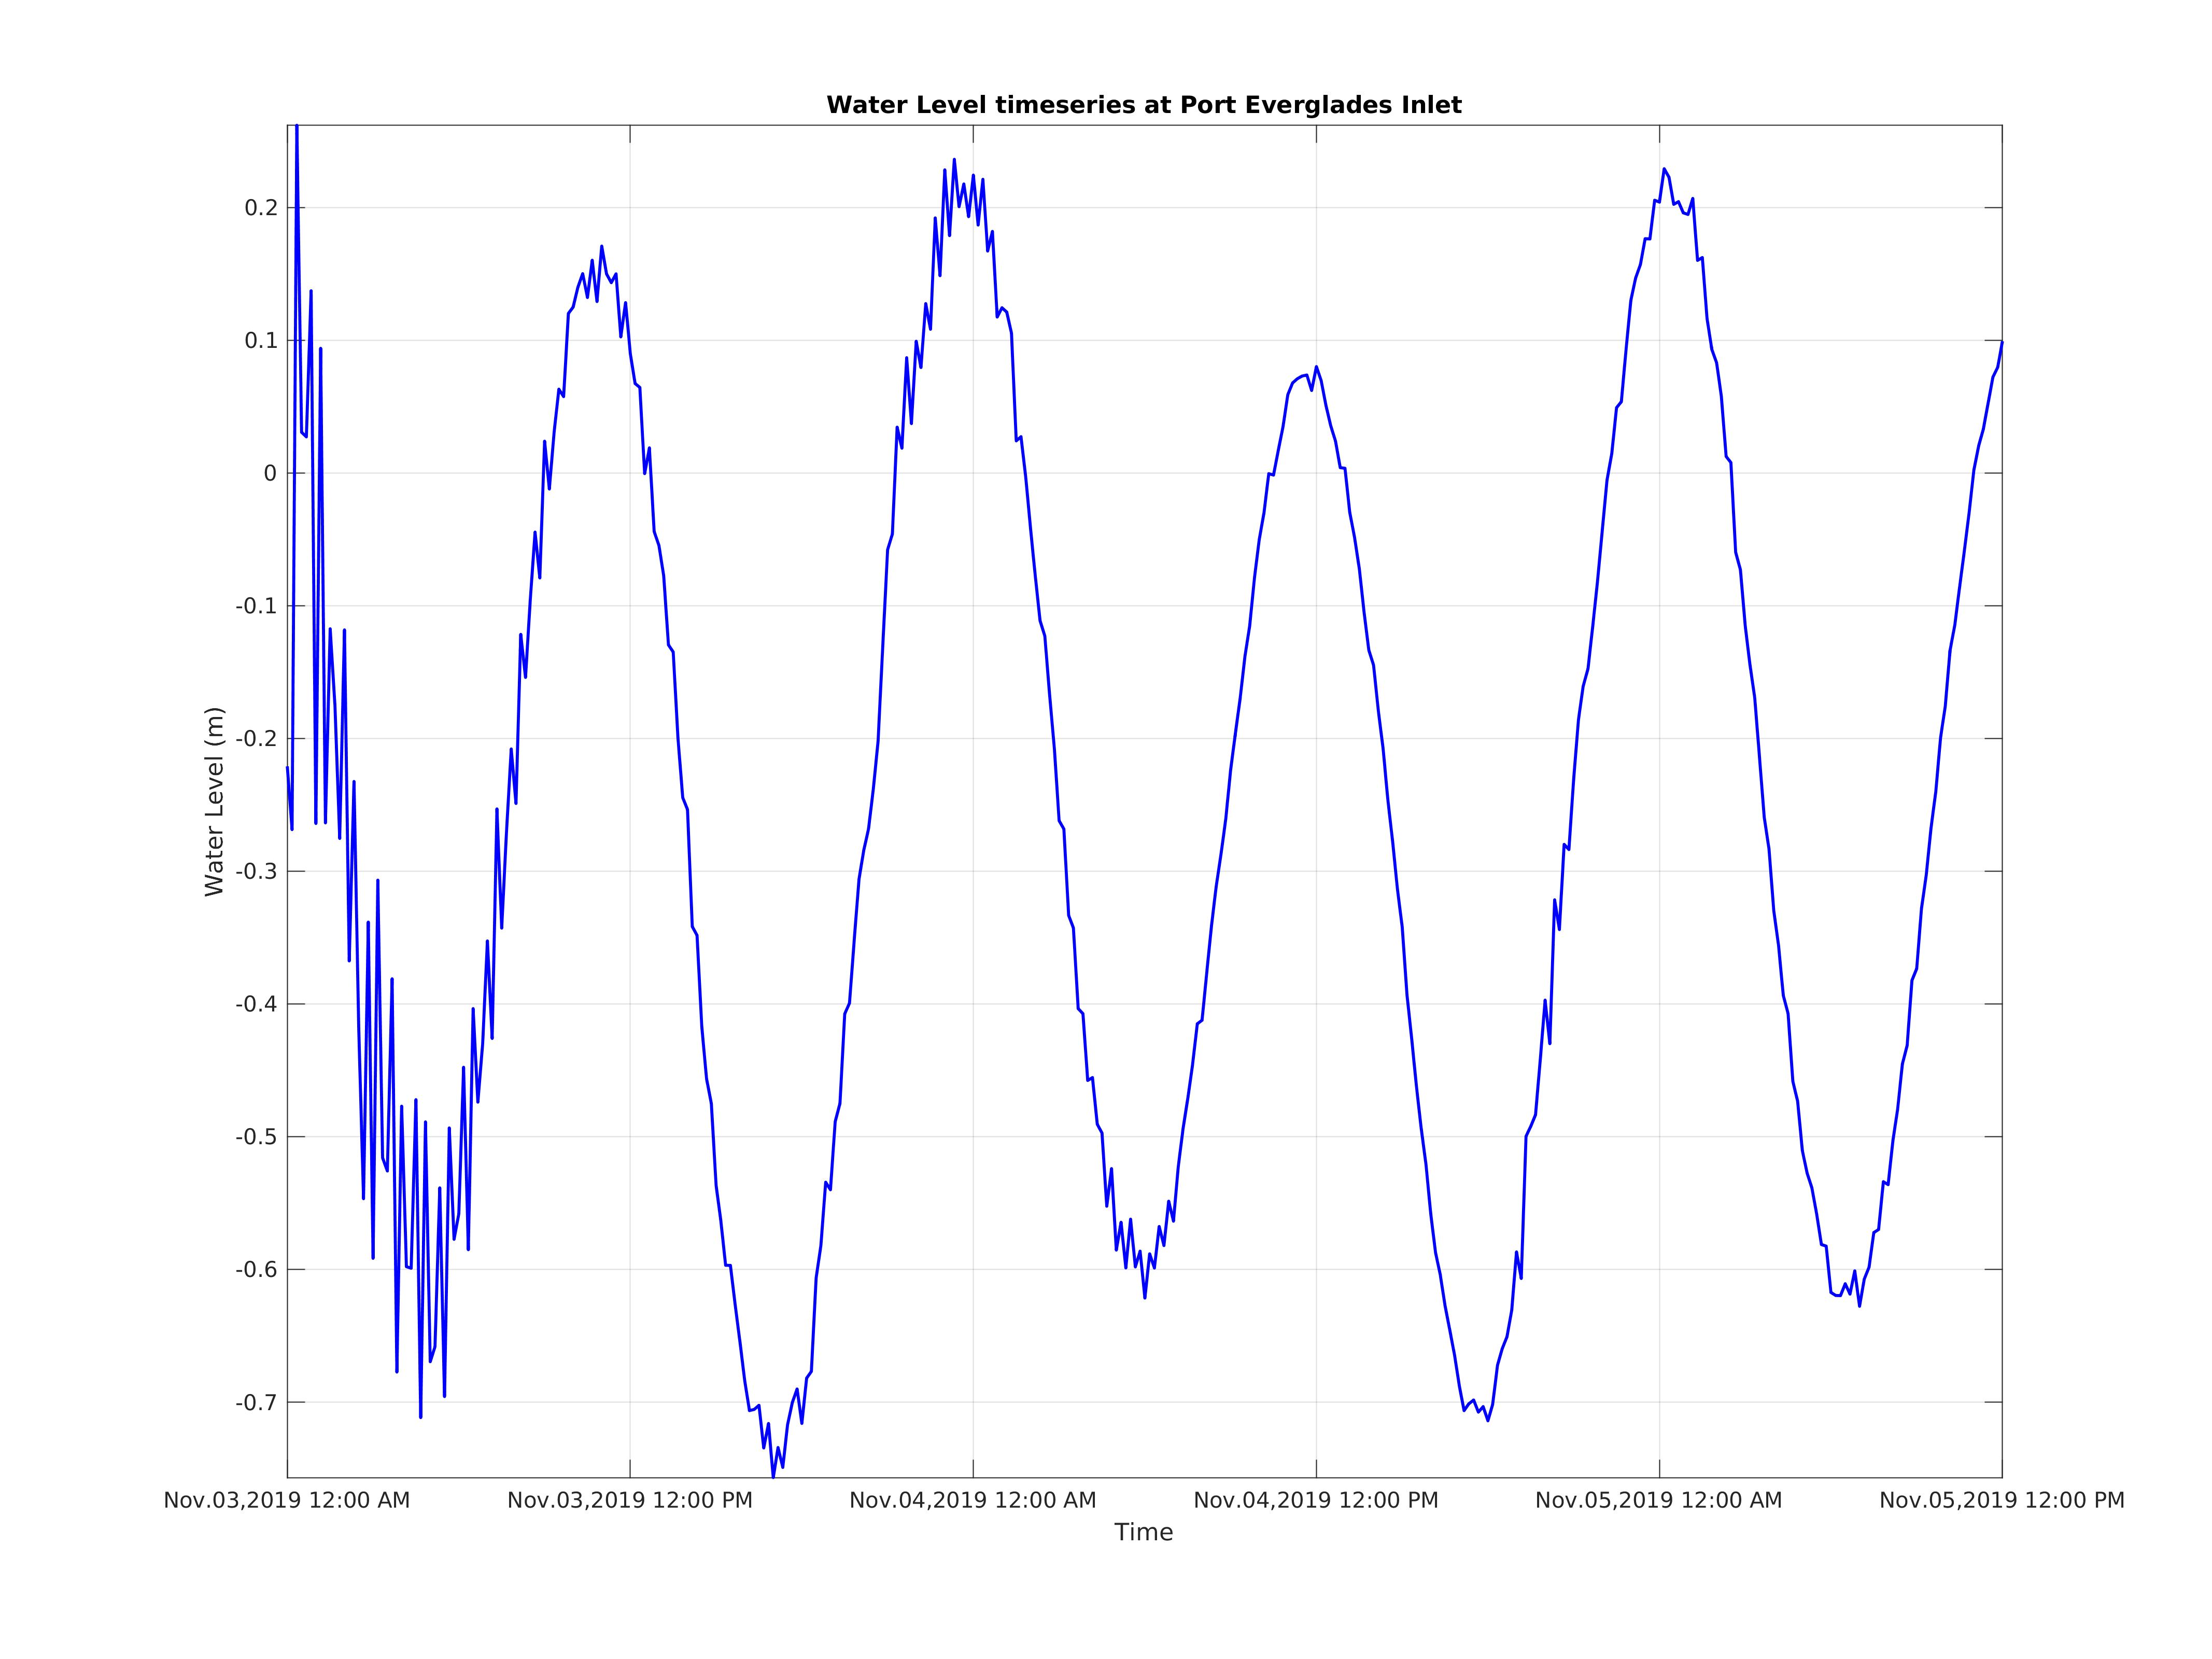 Water Level timeseries at Port Everglades Inlet
0.2
0.1
0
-0.1
-0.2
-0.3
-0.4
-0.5
-0.6
-0.7
Water Level (m)
Nov.03,2019 12:00 AM
Nov.03,2019 12:00 PM
Nov.04,2019 12:00 AM
Nov.04,2019 12:00 PM
Nov.05,2019 12:00 AM
Nov.05,2019 12:00 PM
Time